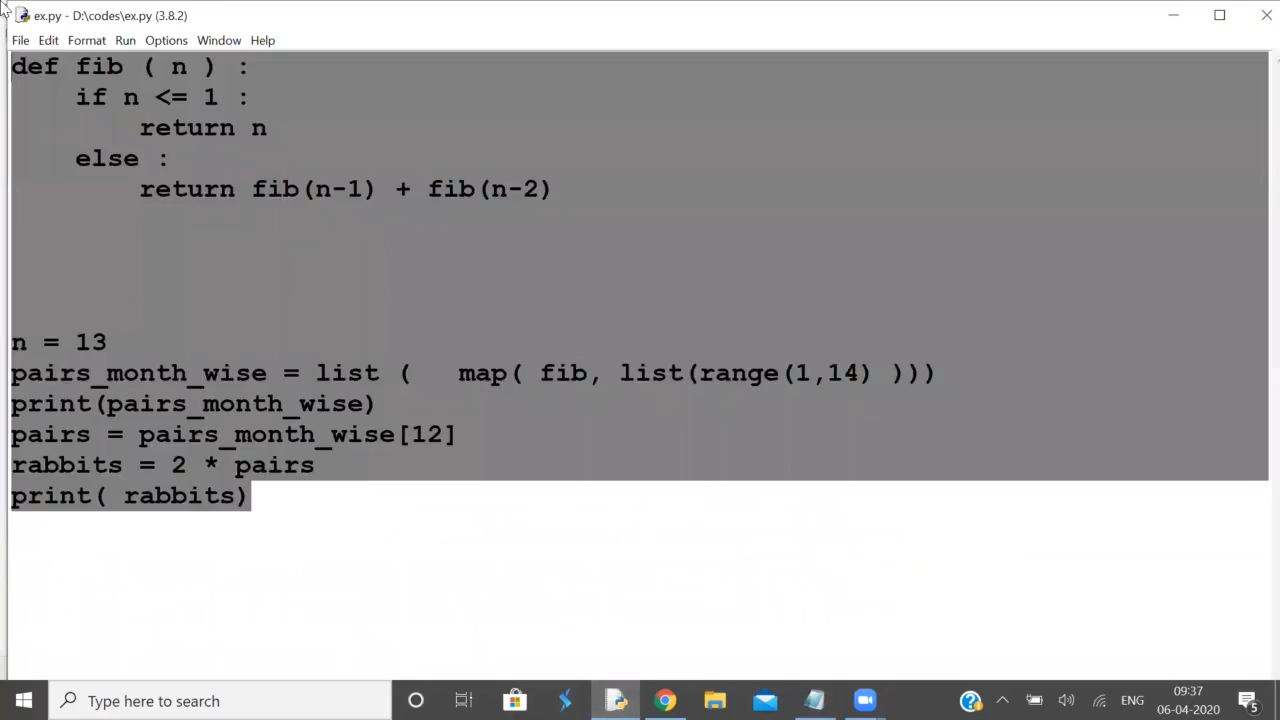 ex.py - D:\codes\ex.py (3.8.2)
File Edit Format Run Options Window Help
def fib ( n ) :
    if n <= 1 :
        return n
    else :
        return fib(n-1) + fib(n-2)
n = 13
pairs_month_wise = list (   map( fib, list(range(1,14) )))
print(pairs_month_wise)
pairs = pairs_month_wise[12]
rabbits = 2 * pairs
print( rabbits)
Type here to search
ENG
09:37
06-04-2020
5